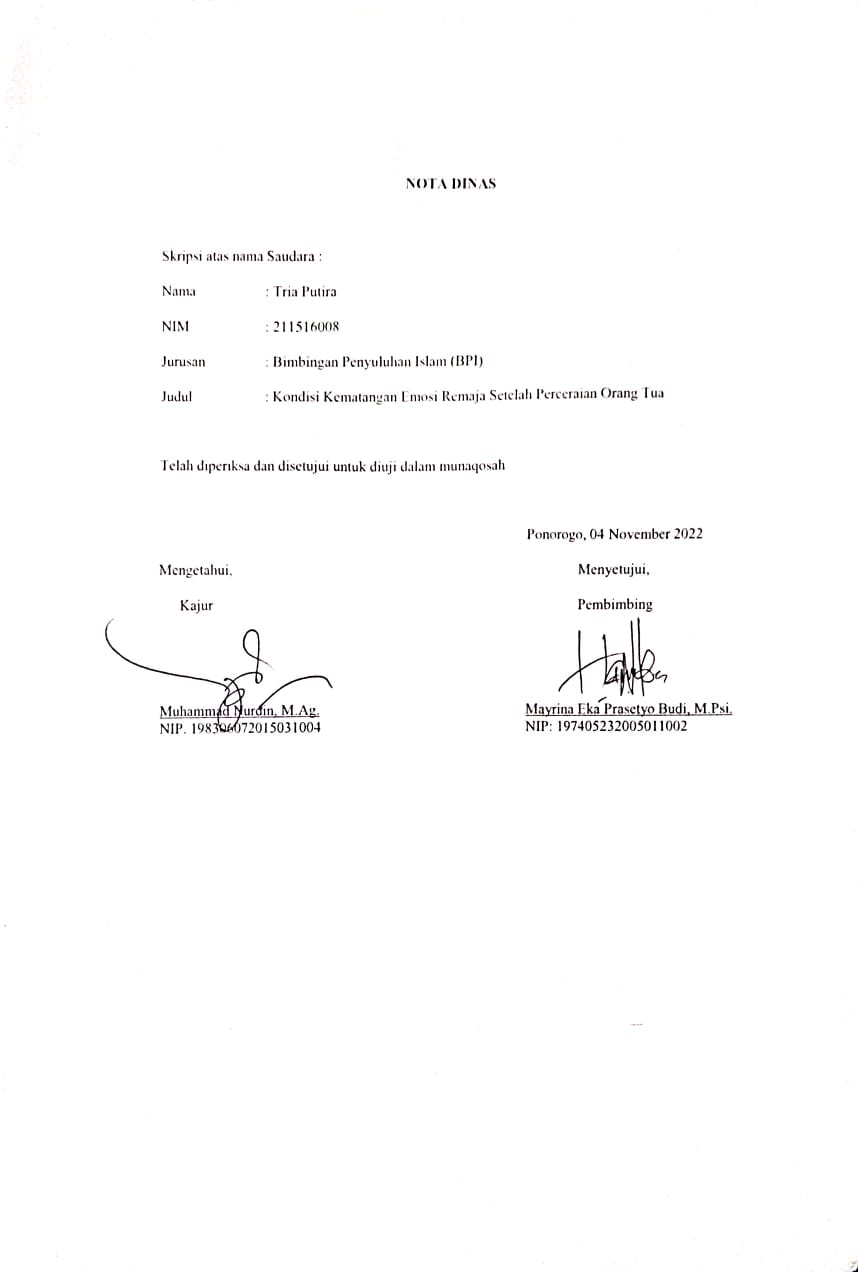 NOTA DINAS
Skripsi atas nama Saudara :
Nama : Tria Putira
NIM : 211516008
Jurusan : Bimbingan Penyuluhan Islam (BPI)
Judul : Kondisi Kematangan Emosi Remaja Setelah Perceraian Orang Tua
Telah diperiksa dan disetujui untuk diuji dalam munaqosah
Ponorogo, 04 November 2022
Mengetahui, Menyetujui,
Kajur Pembimbing
Muhammad Nurdin, M.Ag. Mayrina Eka Prasetyo Budi, M.Psi.
NIP. 198306072015031004 NIP: 197405232005011002